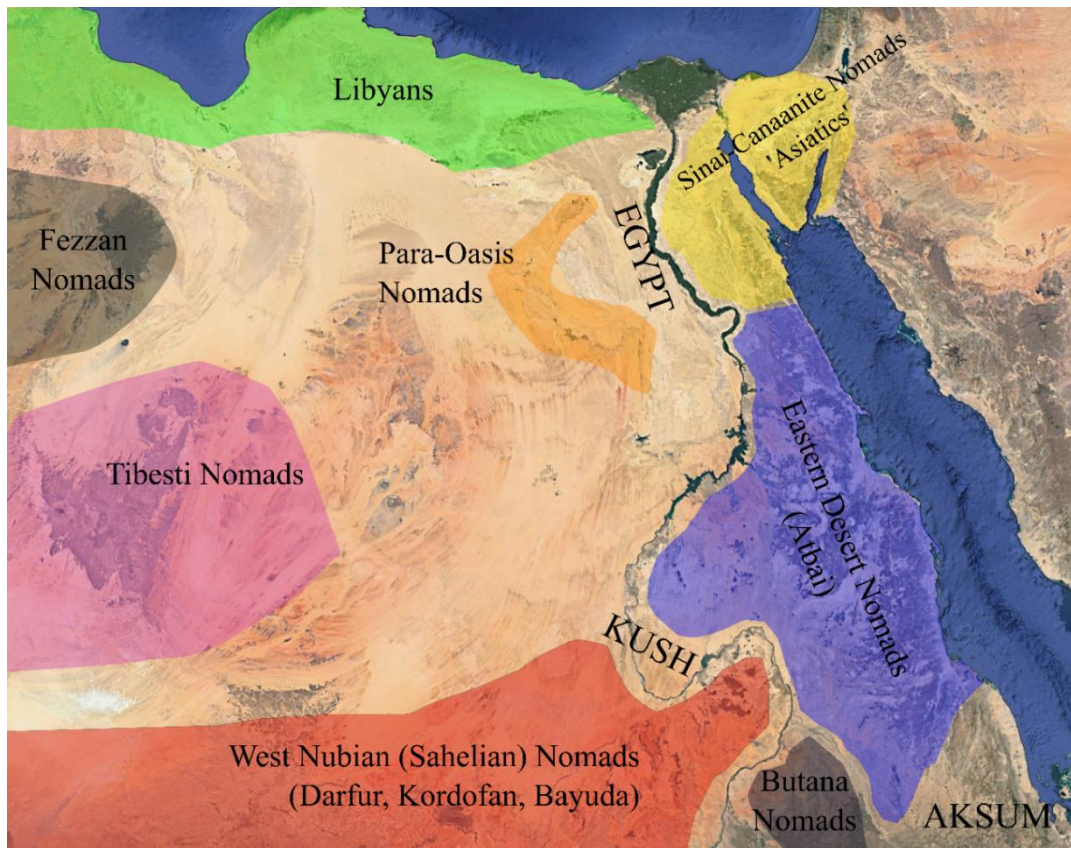 Libyans
Sinai Canaanite Nomads
'Asiatics'
Fezzan
Nomads
Para-Oasis
Nomads
EGYPT
Tibesti Nomads
Eastern Desert Nomads
(Atbai)
KUSH
West Nubian (Sahelian) Nomads
(Darfur, Kordofan, Bayuda)
Butana
Nomads
AKSUM